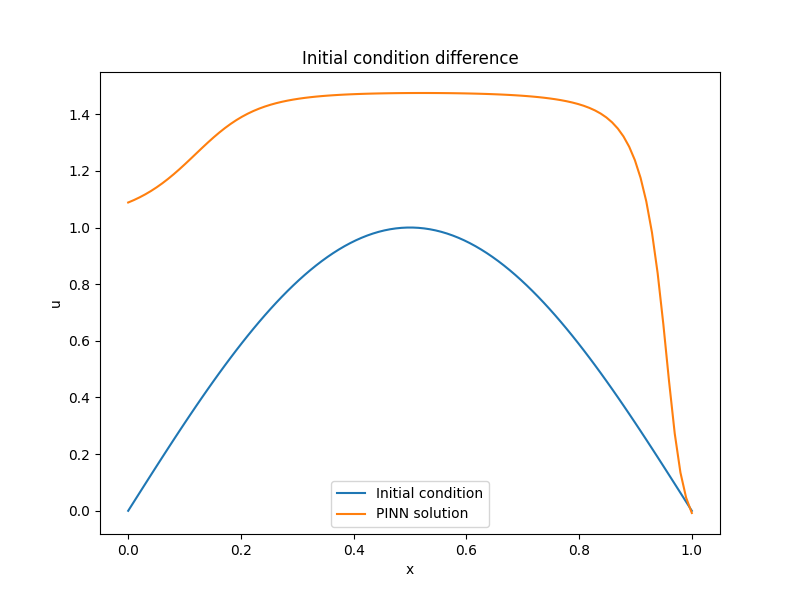 Initial condition difference
u
1.4
1.2
1.0
0.8
0.6
0.4
0.2
0.0
Initial condition
PINN solution
0.0 0.2 0.4 0.6 0.8 1.0
x